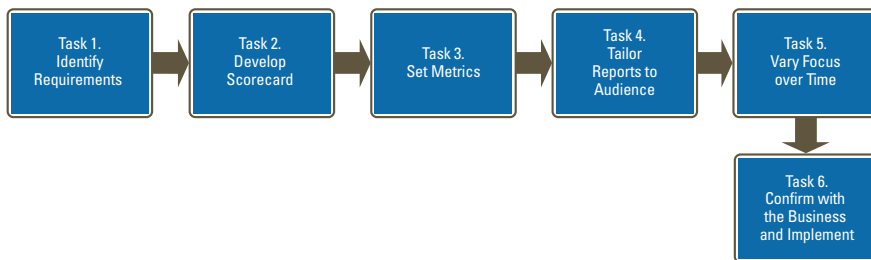 Task 1.
Identify
Requirements
Task 2.
Develop
Scorecard
Task 3.
Set Metrics
Task 4.
Tailor
Reports to
Audience
Task 5.
Vary Focus
over Time
Task 6.
Confirm with
the Business
and Implement